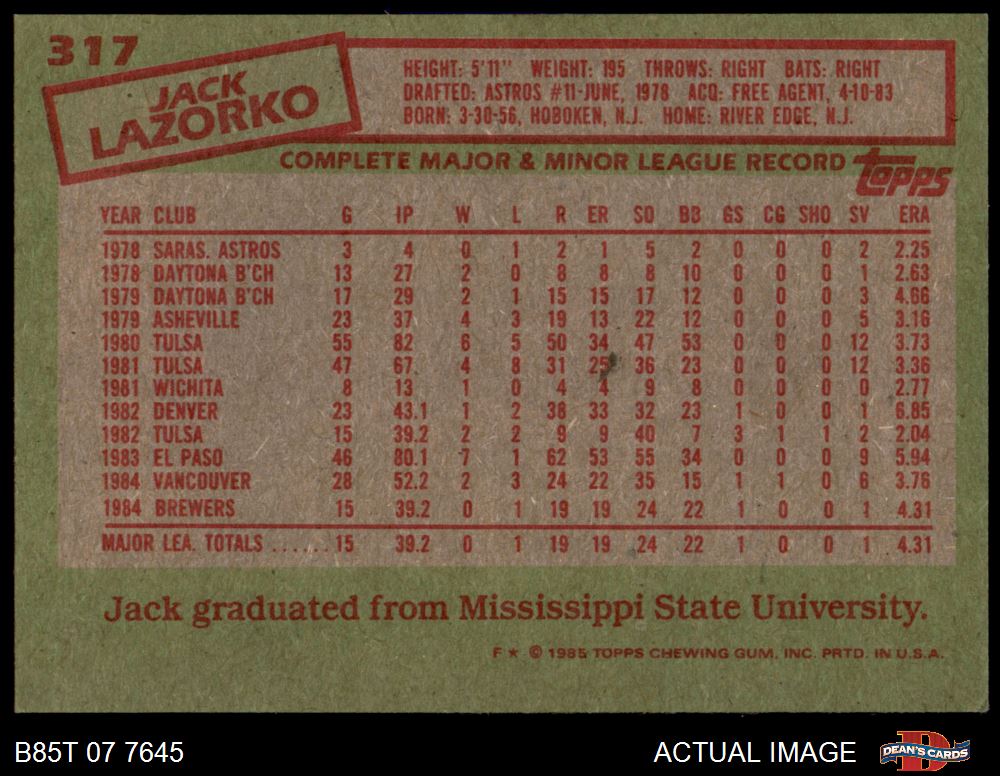 317
JACK
LAZORKO
HEIGHT: 5'11" WEIGHT: 195 THROWS: RIGHT BATS: RIGHT
DRAFTED: ASTROS #11-JUNE, 1978 ACQ: FREE AGENT, 4-10-83
BORN: 3-30-56, HOBOKEN, N.J. HOME: RIVER EDGE, N.J.
COMPLETE MAJOR & MINOR LEAGUE RECORD topps
YEAR CLUB G IP W L R ER SO BB GS CG SHO SV ERA
1978 SARAS. ASTROS 3 4 0 1 2 1 5 2 0 0 0 2 2.25
1978 DAYTONA B'CH 13 27 2 0 8 8 8 10 0 0 0 1 2.63
1979 DAYTONA B'CH 17 29 2 1 15 15 17 12 0 0 0 3 4.66
1979 ASHEVILLE 23 37 4 3 19 13 22 12 0 0 0 5 3.16
1980 TULSA 55 82 6 5 50 34 47 53 0 0 0 12 3.73
1981 TULSA 47 67 4 8 31 25 36 23 0 0 0 12 3.36
1981 WICHITA 8 13 1 0 4 4 9 8 0 0 0 0 2.77
1982 DENVER 23 43.1 1 2 38 33 32 23 1 0 0 1 6.85
1982 TULSA 15 39.2 2 2 9 9 40 7 3 1 1 2 2.04
1983 EL PASO 46 80.1 7 1 62 53 55 34 0 0 0 9 5.94
1984 VANCOUVER 28 52.2 2 3 24 22 35 15 1 1 0 6 3.76
1984 BREWERS 15 39.2 0 1 19 19 24 22 1 0 0 1 4.31
MAJOR LEA. TOTALS ...... 15 39.2 0 1 19 19 24 22 1 0 0 1 4.31
Jack graduated from Mississippi State University.
F ★ © 1985 TOPPS CHEWING GUM, INC. PRTD. IN U.S.A.
B85T 07 7645 ACTUAL IMAGE DEAN'S CARDS